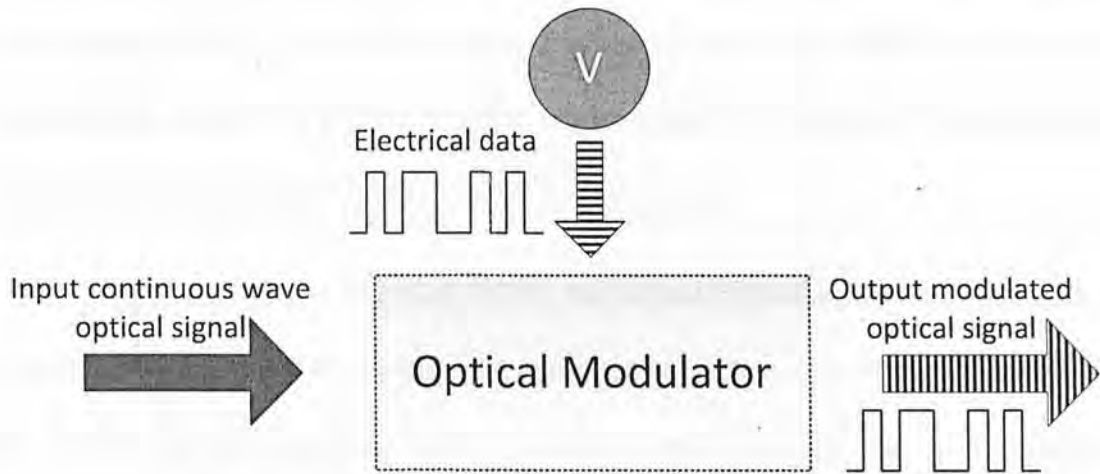 V
Electrical data
Input continuous wave
optical signal
Optical Modulator
Output modulated
optical signal